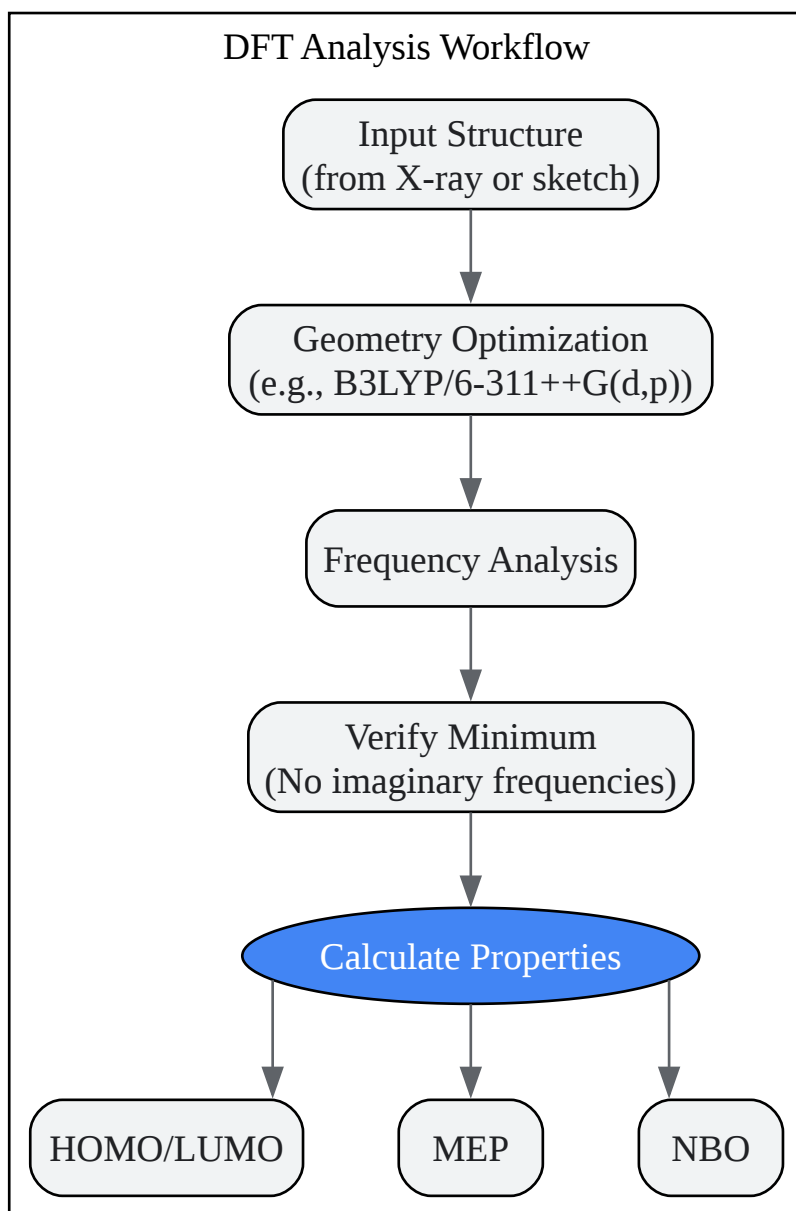 DFT Analysis Workflow
Input Structure
(from X-ray or sketch)
Geometry Optimization
(e.g., B3LYP/6-311++G(d,p))
Frequency Analysis
Verify Minimum
(No imaginary frequencies)
Calculate Properties
HOMO/LUMO
MEP
NBO